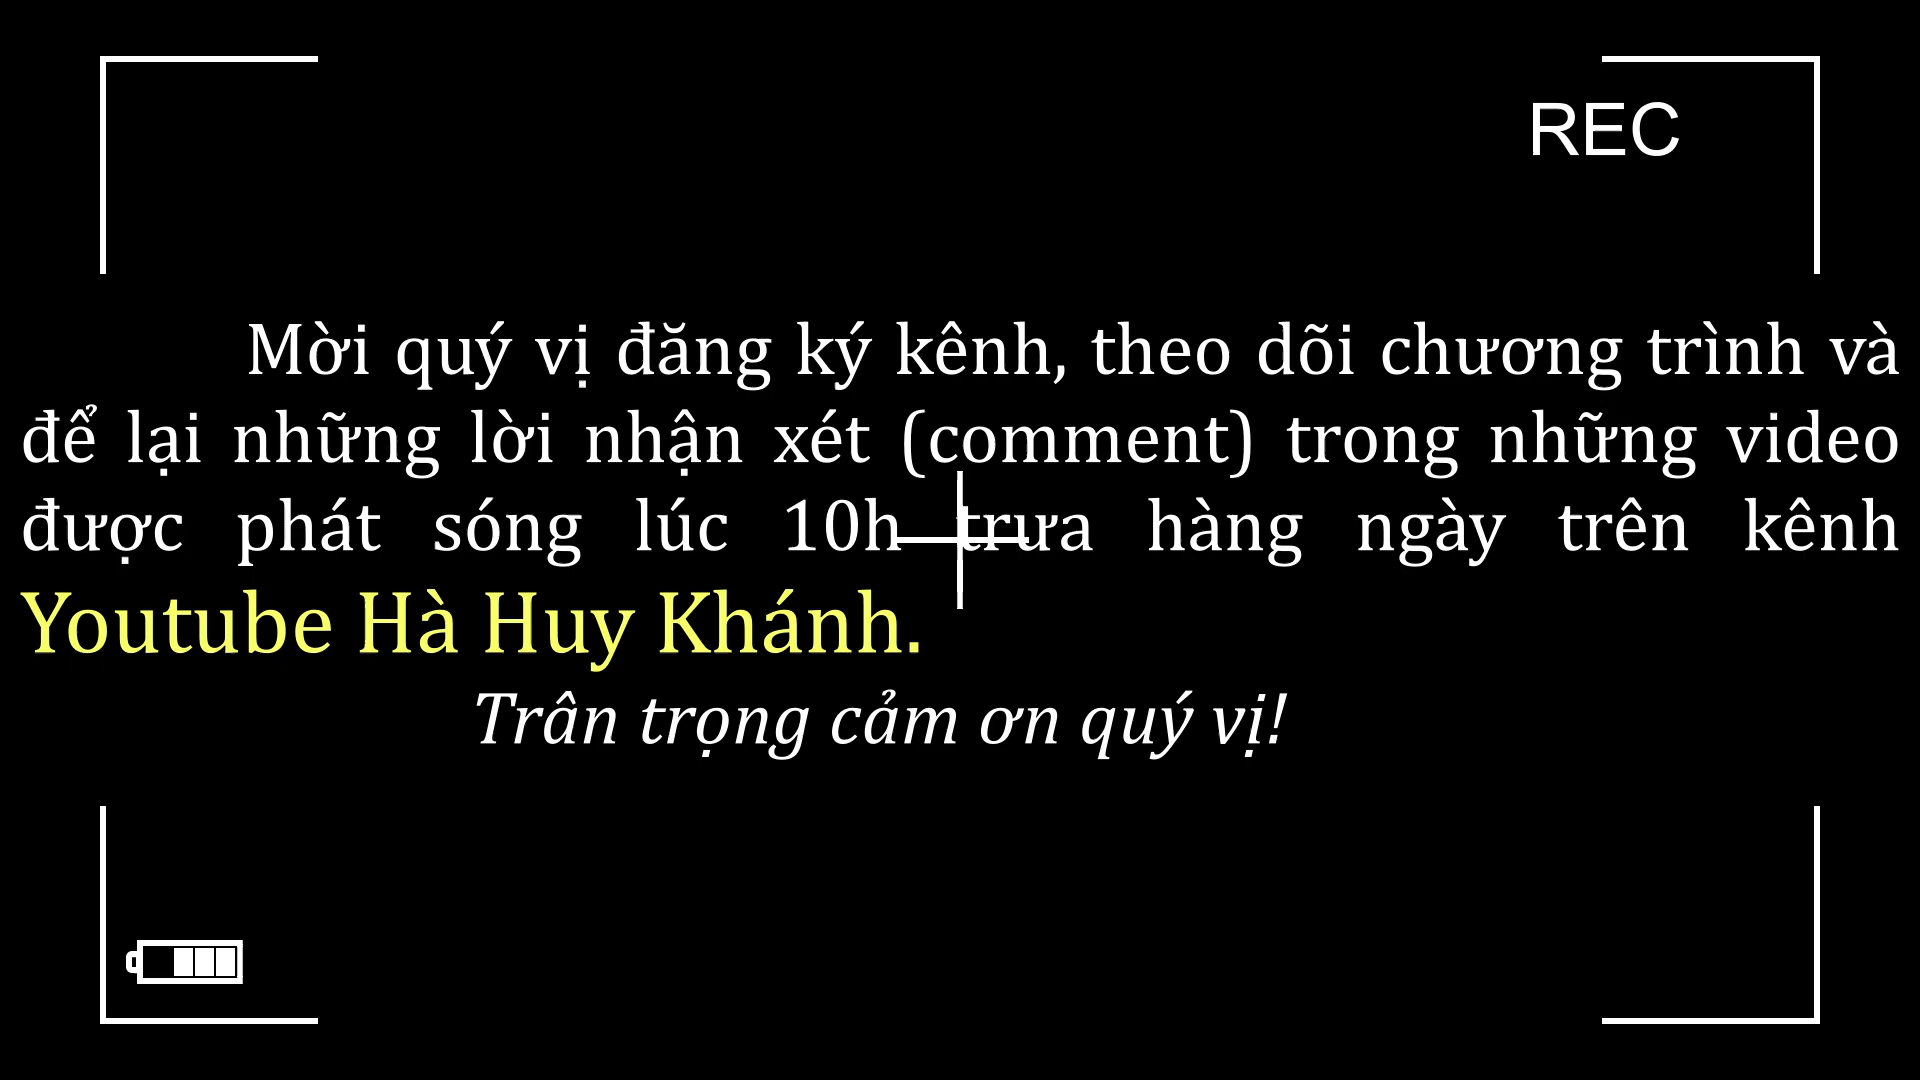 REC
Mời quý vị đăng ký kênh, theo dõi chương trình và
để lại những lời nhận xét (comment) trong những video
được phát sóng lúc 10h trưa hàng ngày trên kênh
Youtube Hà Huy Khánh.
Trân trọng cảm ơn quý vị!